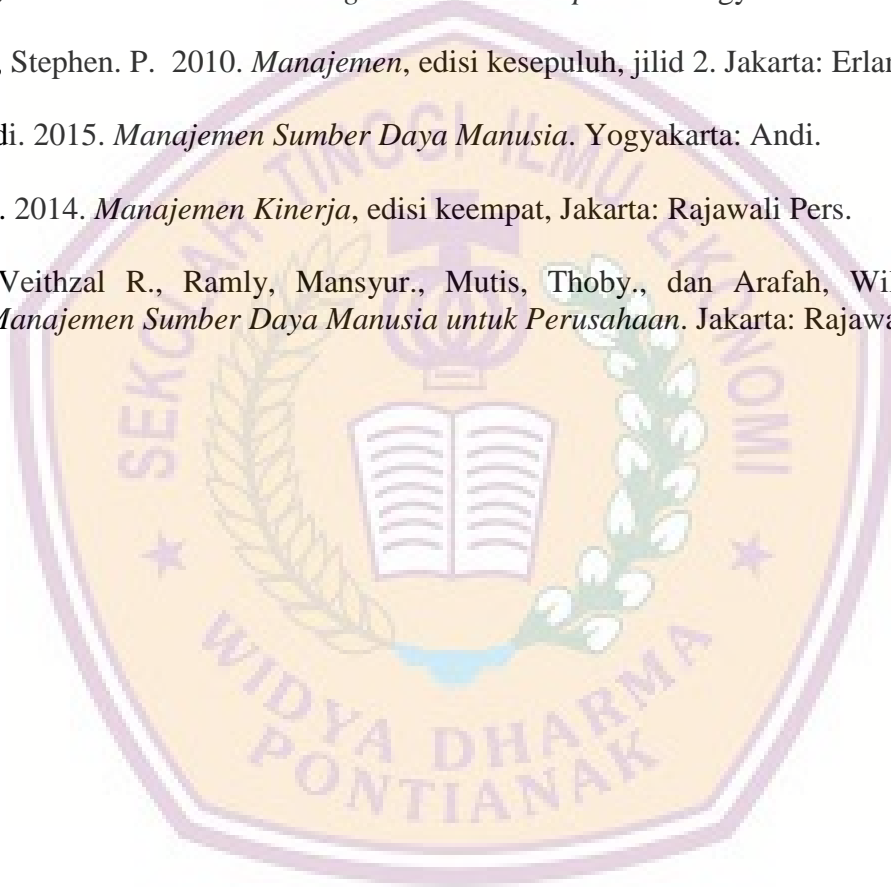 , Stephen. P. 2010. Manajemen, edisi kesepuluh, jilid 2. Jakarta: Erlan
di. 2015. Manajemen Sumber Daya Manusia. Yogyakarta: Andi.
. 2014. Manajemen Kinerja, edisi keempat, Jakarta: Rajawali Pers.
Veithzal R., Ramly, Mansyur., Mutis, Thoby., dan Arafah, Wil
Manajemen Sumber Daya Manusia untuk Perusahaan. Jakarta: Rajawa
SEKOLAH TINGGI ILMU EKONOMI
WIDYA DHARMA
PONTIANAK